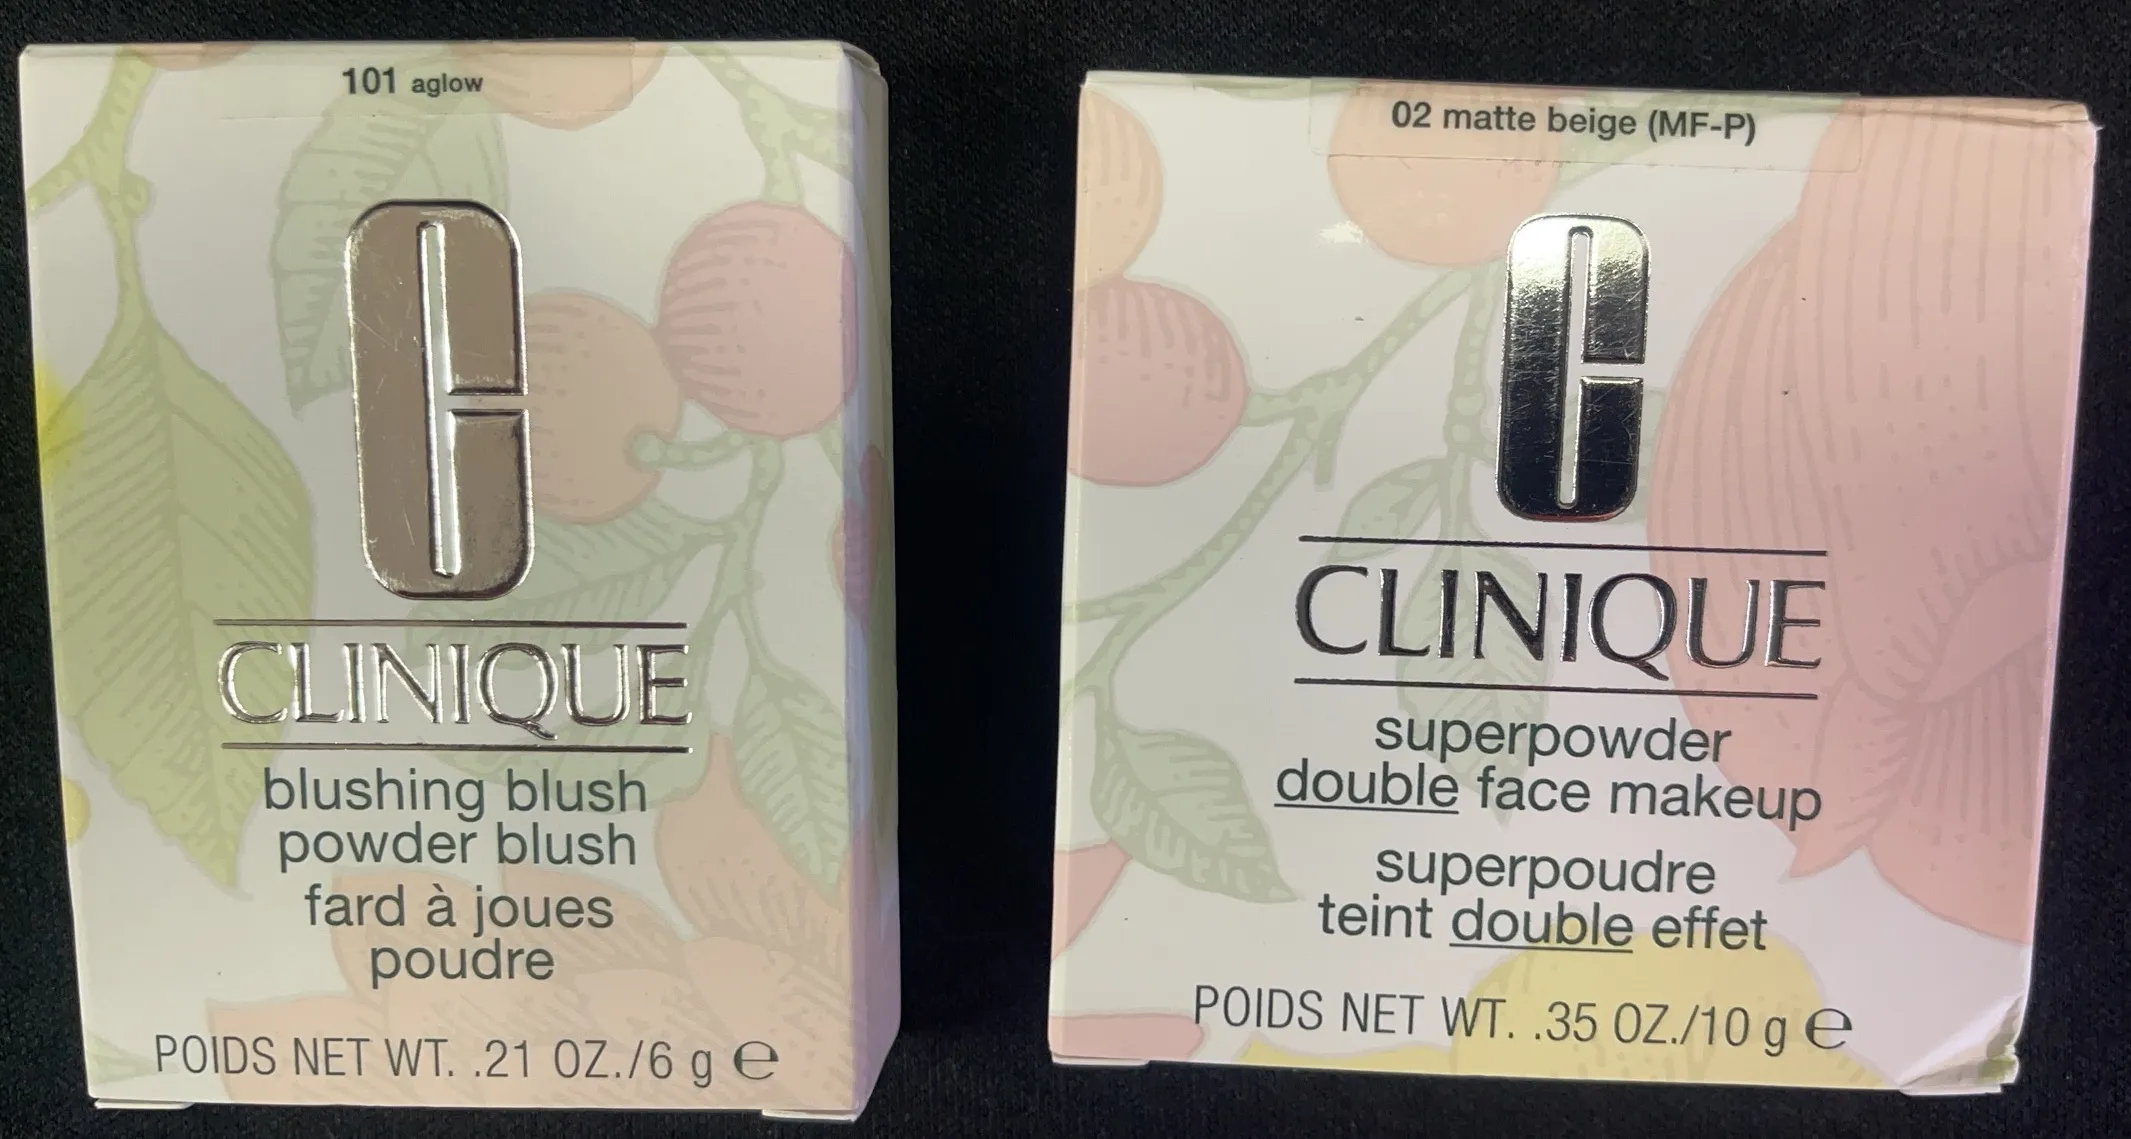 101 aglow
C
CLINIQUE
blushing blush
powder blush
fard à joues
poudre
POIDS NET WT. .21 OZ./6 g ℮
02 matte beige (MF-P)
C
CLINIQUE
superpowder
double face makeup
superpoudre
teint double effet
POIDS NET WT. .35 OZ./10 g ℮